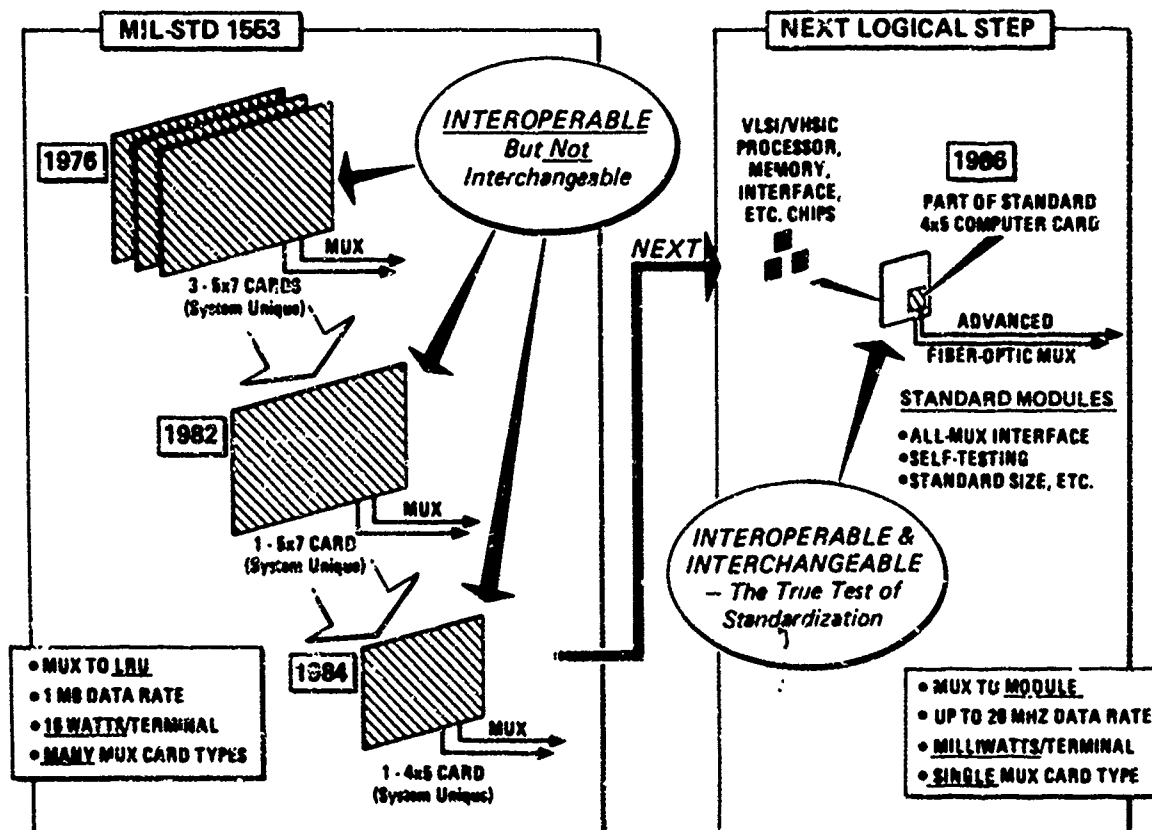 MIL-STD 1553
INTEROPERABLE
But Not
Interchangeable
1976
MUX
3 - 5x7 CARDS
(System Unique)
1982
MUX
1 - 5x7 CARD
(System Unique)
1984
MUX
1 - 4x5 CARD
(System Unique)
• MUX TO LRU
• 1 MB DATA RATE
• 15 WATTS/TERMINAL
• MANY MUX CARD TYPES
NEXT
NEXT LOGICAL STEP
VLSI/VHSIC
PROCESSOR,
MEMORY,
INTERFACE,
ETC. CHIPS
1986
PART OF STANDARD
4x5 COMPUTER CARD
ADVANCED
FIBER-OPTIC MUX
STANDARD MODULES
• ALL-MUX INTERFACE
• SELF-TESTING
• STANDARD SIZE, ETC.
INTEROPERABLE &
INTERCHANGEABLE
– The True Test of
Standardization
• MUX TO MODULE
• UP TO 20 MHZ DATA RATE
• MILLIWATTS/TERMINAL
• SINGLE MUX CARD TYPE